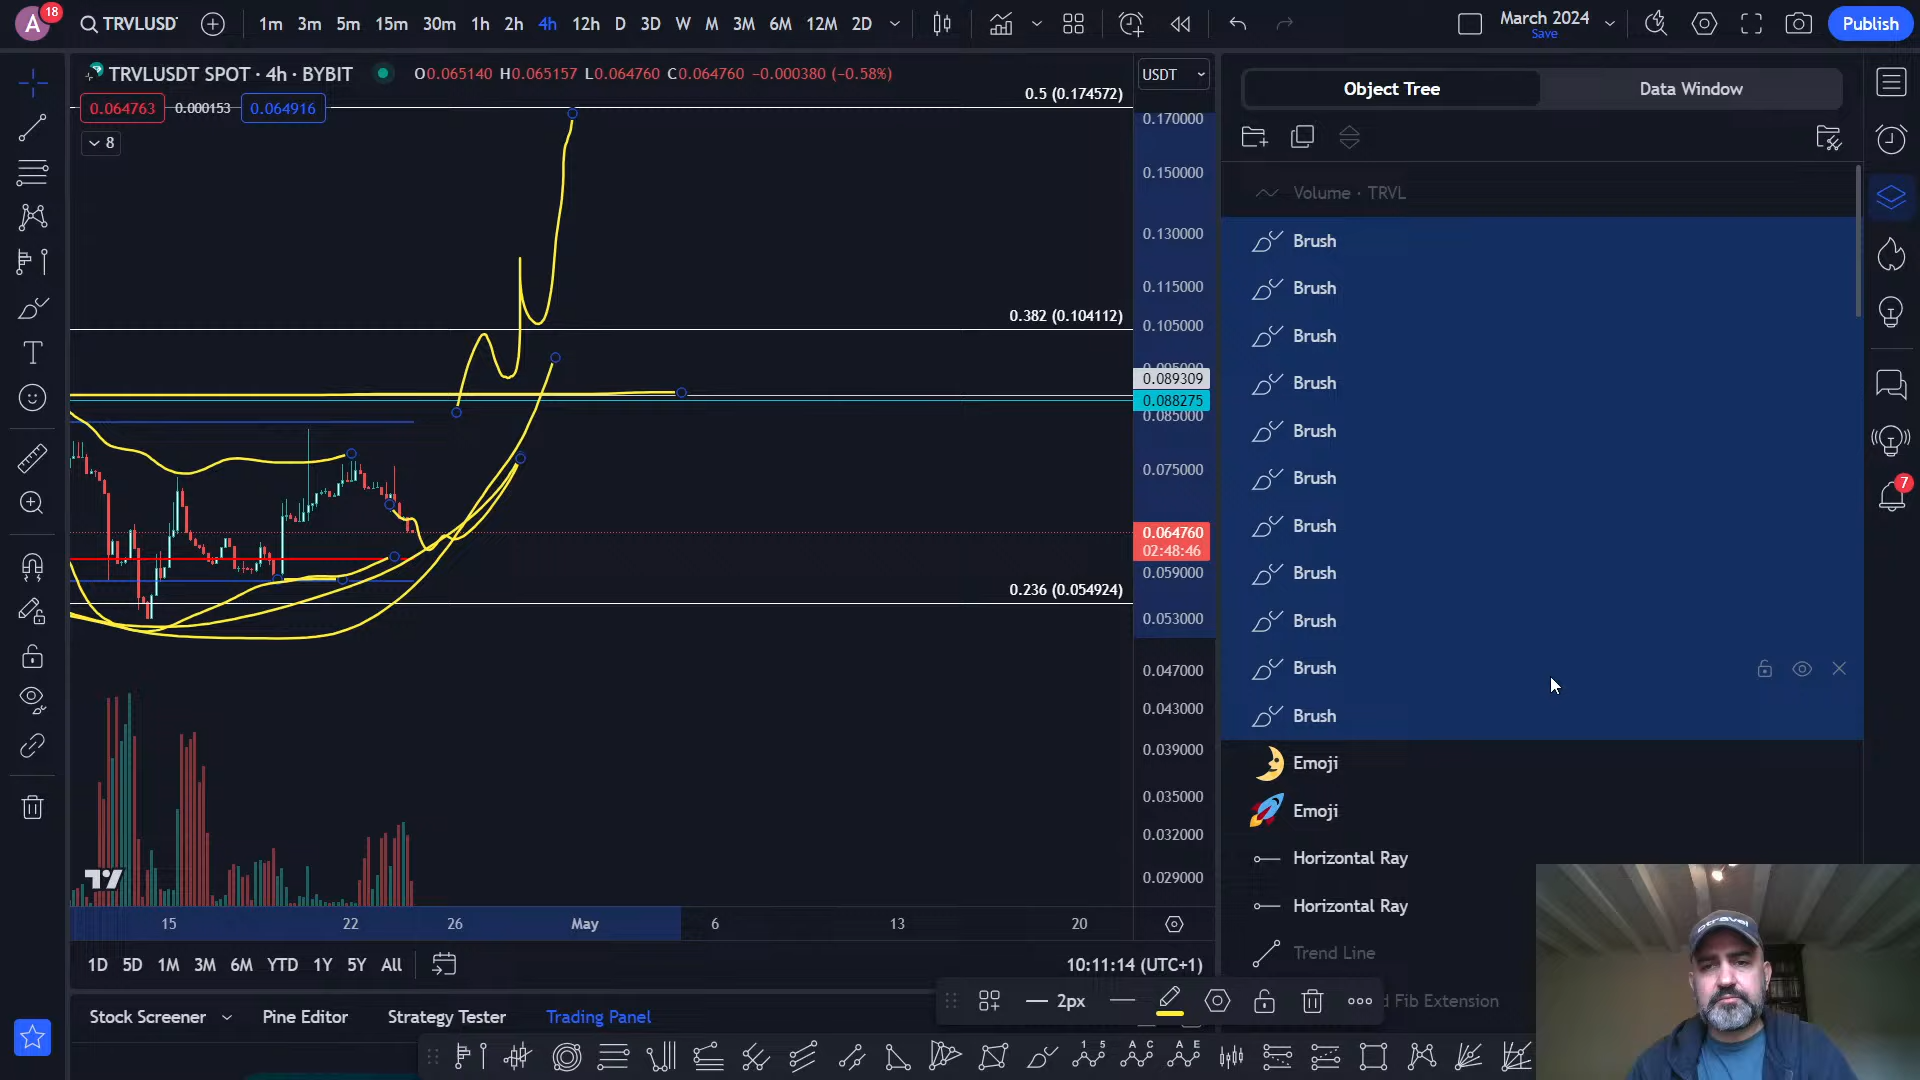 A
18
TRVLUSD
1m 3m 5m 15m 30m 1h 2h 4h 12h D 3D W M 3M 6M 12M 2D
March 2024
Save
Publish
TRVLUSDT SPOT · 4h · BYBIT
O0.065140 H0.065157 L0.064760 C0.064760 −0.000380 (−0.58%)
USDT
0.064763 0.000153 0.064916
8
0.5 (0.174572)
0.382 (0.104112)
0.236 (0.054924)
0.170000
0.150000
0.130000
0.115000
0.105000
0.089309
0.088275
0.085000
0.075000
0.064760
02:48:46
0.059000
0.053000
0.047000
0.043000
0.039000
0.035000
0.032000
0.029000
15 22 26 May 6 13 20
1D 5D 1M 3M 6M YTD 1Y 5Y All
10:11:14 (UTC+1)
Stock Screener Pine Editor Strategy Tester Trading Panel
2px
Object Tree Data Window
Volume · TRVL
Brush
Brush
Brush
Brush
Brush
Brush
Brush
Brush
Brush
Brush
Brush
Emoji
Emoji
Horizontal Ray
Horizontal Ray
Trend Line
d Fib Extension
7